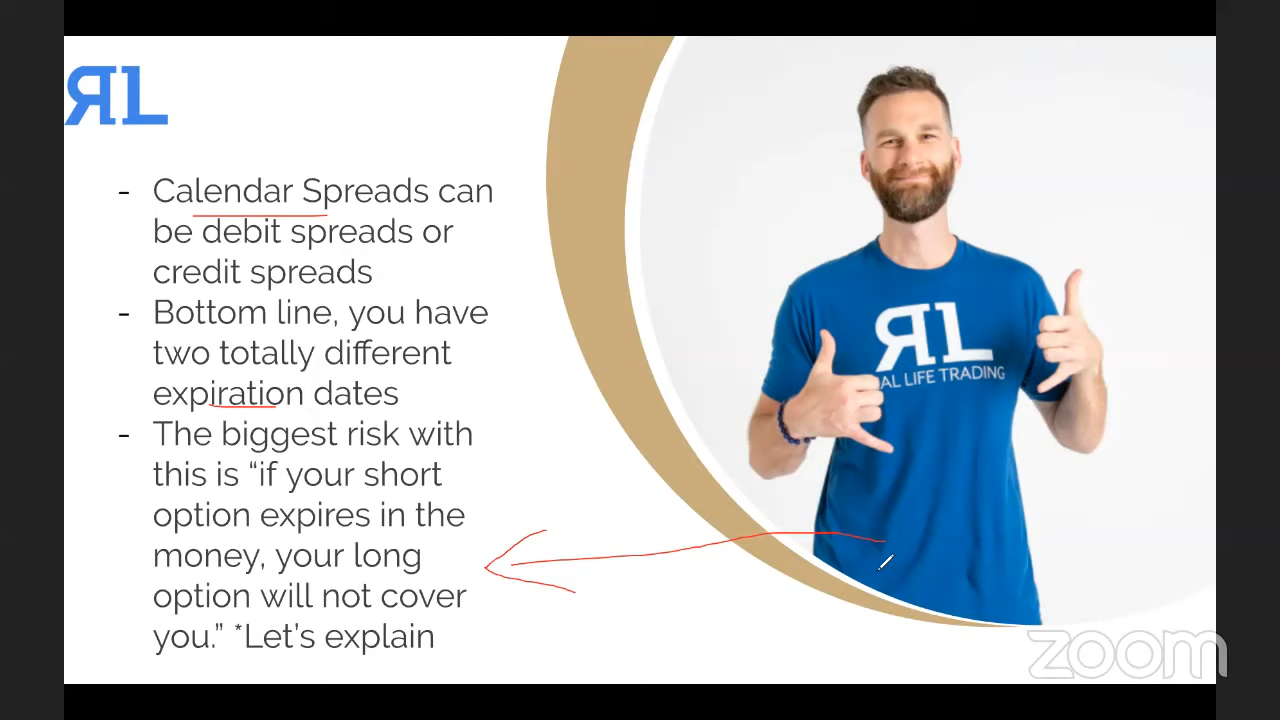 ЯL
- Calendar Spreads can
be debit spreads or
credit spreads
- Bottom line, you have
two totally different
expiration dates
- The biggest risk with
this is “if your short
option expires in the
money, your long
option will not cover
you.” *Let’s explain
ЯL
AL LIFE TRADING
zoom